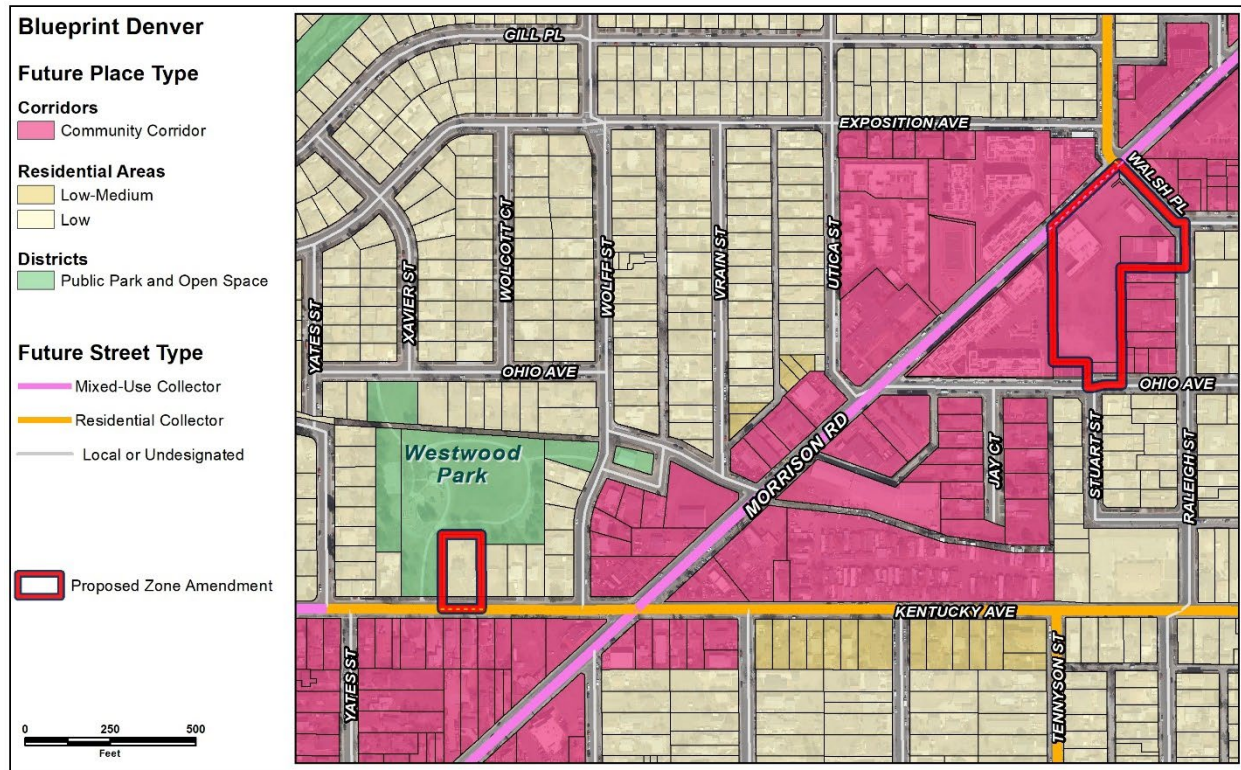 Blueprint Denver
Future Place Type
Corridors
Community Corridor
Residential Areas
Low-Medium
Low
Districts
Public Park and Open Space
Future Street Type
Mixed-Use Collector
Residential Collector
Local or Undesignated
Proposed Zone Amendment
0 250 500
Feet
GILL PL
EXPOSITION AVE
WALSH PL
YATES ST
XAVIER ST
WOLCOTT CT
WOLFF ST
VRAIN ST
UTICA ST
OHIO AVE
OHIO AVE
Westwood
Park
MORRISON RD
JAY CT
STUART ST
RALEIGH ST
KENTUCKY AVE
YATES ST
TENNYSON ST